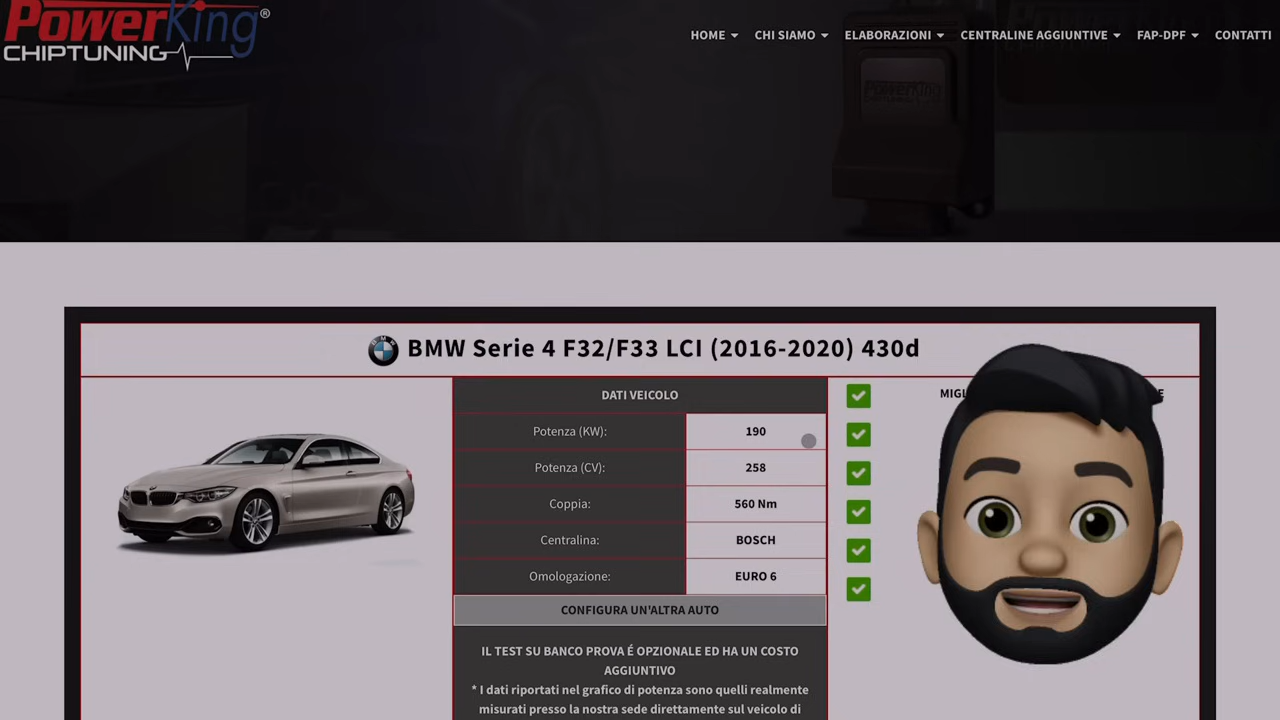 PowerKing®
CHIPTUNING
HOME
CHI SIAMO
ELABORAZIONI
CENTRALINE AGGIUNTIVE
FAP-DPF
CONTATTI
PowerKing
BMW Serie 4 F32/F33 LCI (2016-2020) 430d
DATI VEICOLO
Potenza (KW): 190
Potenza (CV): 258
Coppia: 560 Nm
Centralina: BOSCH
Omologazione: EURO 6
CONFIGURA UN'ALTRA AUTO
IL TEST SU BANCO PROVA É OPZIONALE ED HA UN COSTO
AGGIUNTIVO
* I dati riportati nel grafico di potenza sono quelli realmente
misurati presso la nostra sede direttamente sul veicolo di